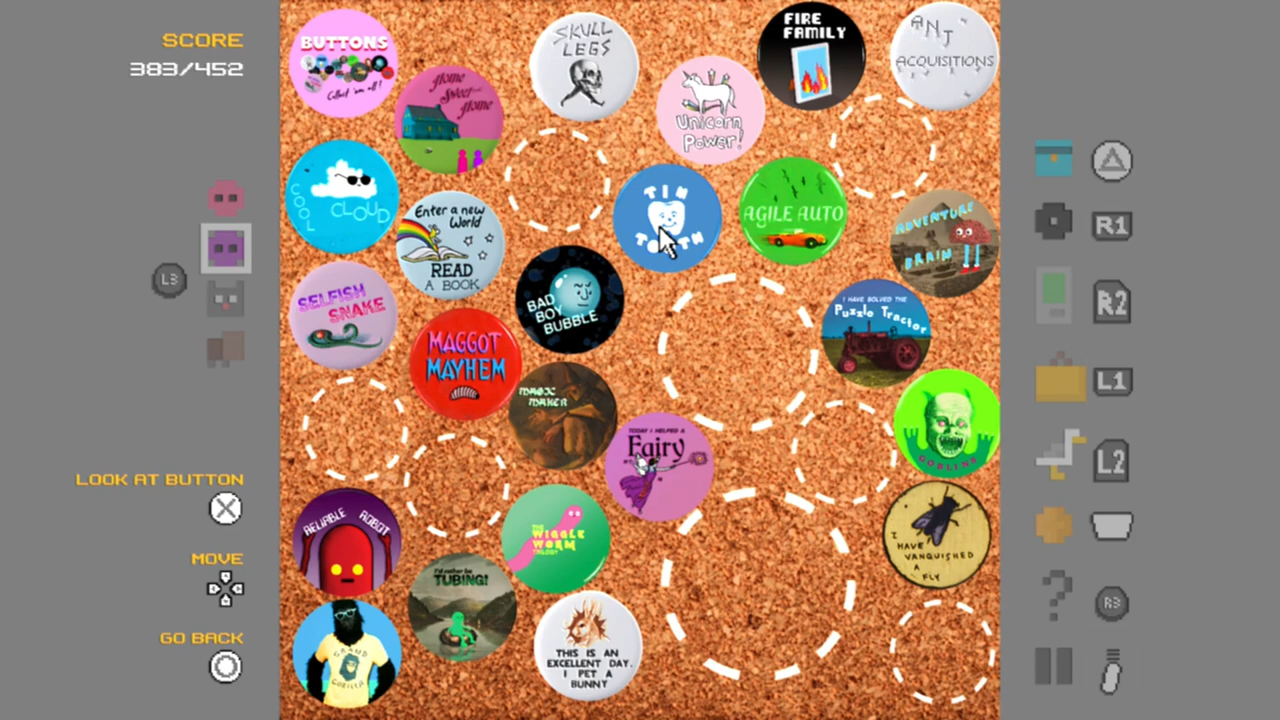 SCORE
383/452
L3
LOOK AT BUTTON
MOVE
GO BACK
BUTTONS
Collect 'em all!
Home
Sweet
Home
SKULL
LEGS
Unicorn
Power!
FIRE
FAMILY
ANJ
ACQUISITIONS
COOL
CLOUD
Enter a new
World
READ
A BOOK
TINY
TOOTH
AGILE AUTO
ADVENTURE
BRAIN
SELFISH
SNAKE
BAD
BOY
BUBBLE
MAGGOT
MAYHEM
I HAVE SOLVED THE
Puzzle Tractor
MAGIC
MAKER
TODAY I HELPED A
Fairy
GOBLINS
RELIABLE ROBOT
THE
WIGGLE
WORM
TRILOGY
I HAVE
VANQUISHED
A
FLY
I'd rather be
TUBING!
GRAND
GORILLA
THIS IS AN
EXCELLENT DAY.
I PET A
BUNNY
R1
R2
L1
L2
R3